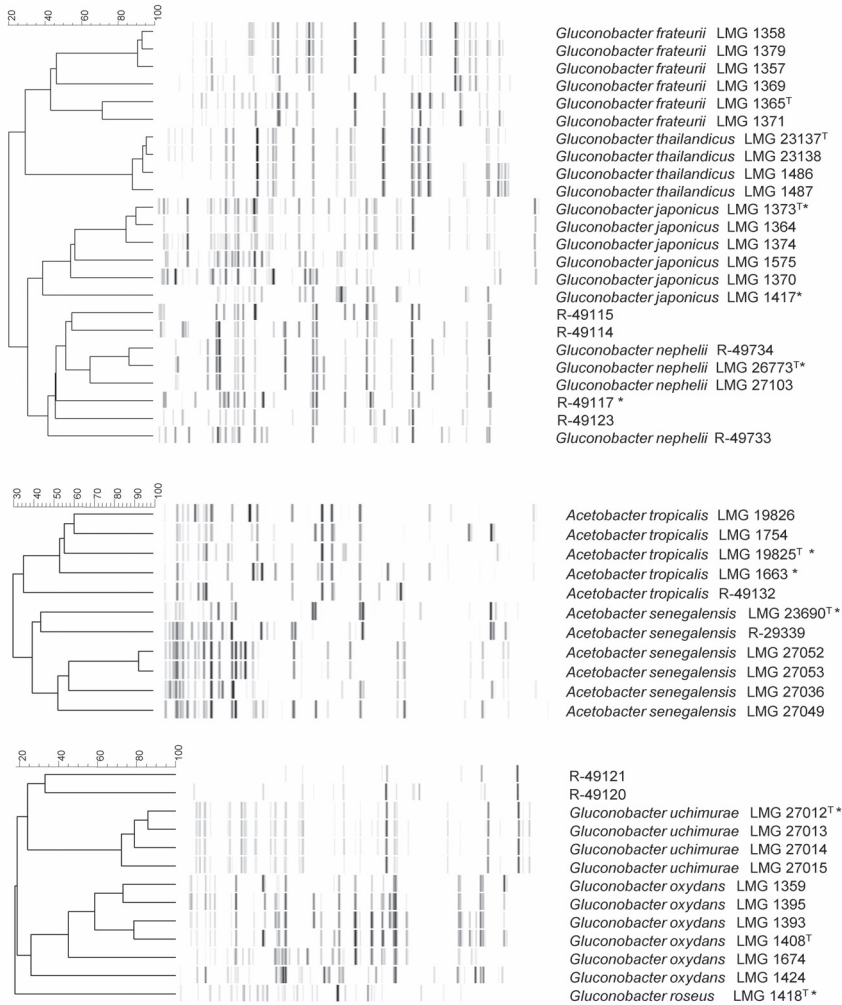 20 40 60 80 100
Gluconobacter frateurii LMG 1358
Gluconobacter frateurii LMG 1379
Gluconobacter frateurii LMG 1357
Gluconobacter frateurii LMG 1369
Gluconobacter frateurii LMG 1365ᵀ
Gluconobacter frateurii LMG 1371
Gluconobacter thailandicus LMG 23137ᵀ
Gluconobacter thailandicus LMG 23138
Gluconobacter thailandicus LMG 1486
Gluconobacter thailandicus LMG 1487
Gluconobacter japonicus LMG 1373ᵀ*
Gluconobacter japonicus LMG 1364
Gluconobacter japonicus LMG 1374
Gluconobacter japonicus LMG 1575
Gluconobacter japonicus LMG 1370
Gluconobacter japonicus LMG 1417*
R-49115
R-49114
Gluconobacter nephelii R-49734
Gluconobacter nephelii LMG 26773ᵀ*
Gluconobacter nephelii LMG 27103
R-49117 *
R-49123
Gluconobacter nephelii R-49733
30 40 50 60 70 80 90 100
Acetobacter tropicalis LMG 19826
Acetobacter tropicalis LMG 1754
Acetobacter tropicalis LMG 19825ᵀ *
Acetobacter tropicalis LMG 1663 *
Acetobacter tropicalis R-49132
Acetobacter senegalensis LMG 23690ᵀ*
Acetobacter senegalensis R-29339
Acetobacter senegalensis LMG 27052
Acetobacter senegalensis LMG 27053
Acetobacter senegalensis LMG 27036
Acetobacter senegalensis LMG 27049
20 40 60 80 100
R-49121
R-49120
Gluconobacter uchimurae LMG 27012ᵀ*
Gluconobacter uchimurae LMG 27013
Gluconobacter uchimurae LMG 27014
Gluconobacter uchimurae LMG 27015
Gluconobacter oxydans LMG 1359
Gluconobacter oxydans LMG 1395
Gluconobacter oxydans LMG 1393
Gluconobacter oxydans LMG 1408ᵀ
Gluconobacter oxydans LMG 1674
Gluconobacter oxydans LMG 1424
Gluconobacter roseus LMG 1418ᵀ*